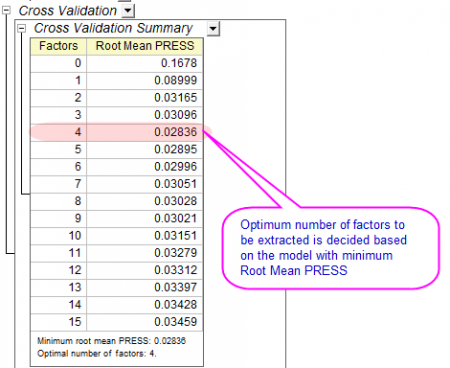 Cross Validation
Cross Validation Summary
Factors Root Mean PRESS
0 0.1678
1 0.08999
2 0.03165
3 0.03096
4 0.02836
5 0.02895
6 0.02996
7 0.03051
8 0.03028
9 0.03021
10 0.03151
11 0.03279
12 0.03312
13 0.03397
14 0.03428
15 0.03459
Minimum root mean PRESS: 0.02836
Optimal number of factors: 4.
Optimum number of factors to
be extracted is decided based
on the model with minimum
Root Mean PRESS